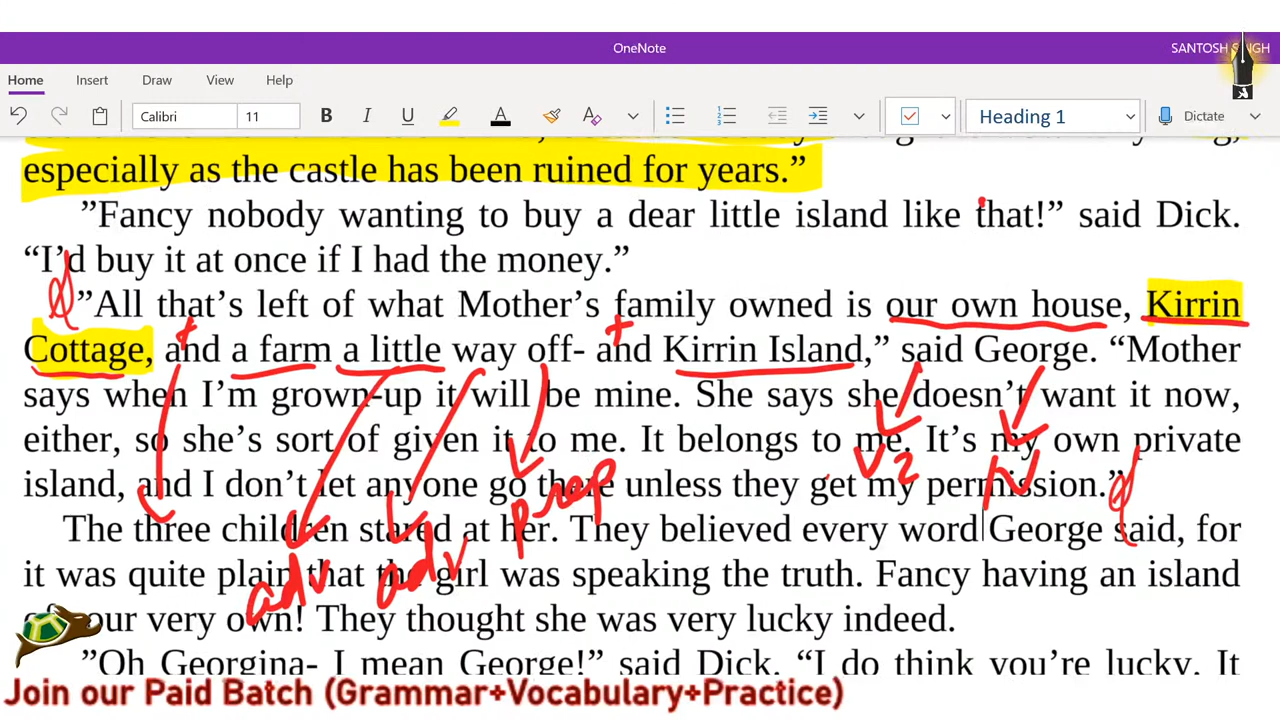 OneNote
SANTOSH SINGH
Home Insert Draw View Help
Calibri 11 B I U A Heading 1 Dictate
especially as the castle has been ruined for years.”
”Fancy nobody wanting to buy a dear little island like that!” said Dick.
“I’d buy it at once if I had the money.”
”All that’s left of what Mother’s family owned is our own house, Kirrin
Cottage, and a farm a little way off- and Kirrin Island,” said George. “Mother
says when I’m grown-up it will be mine. She says she doesn’t want it now,
either, so she’s sort of given it to me. It belongs to me. It’s my own private
island, and I don’t let anyone go there unless they get my permission.”
V2 N
prep
The three children stared at her. They believed every word George said, for
adv adv
it was quite plain that the girl was speaking the truth. Fancy having an island
our very own! They thought she was very lucky indeed.
”Oh Georgina- I mean George!” said Dick. “I do think you’re lucky. It
Join our Paid Batch (Grammar+Vocabulary+Practice)